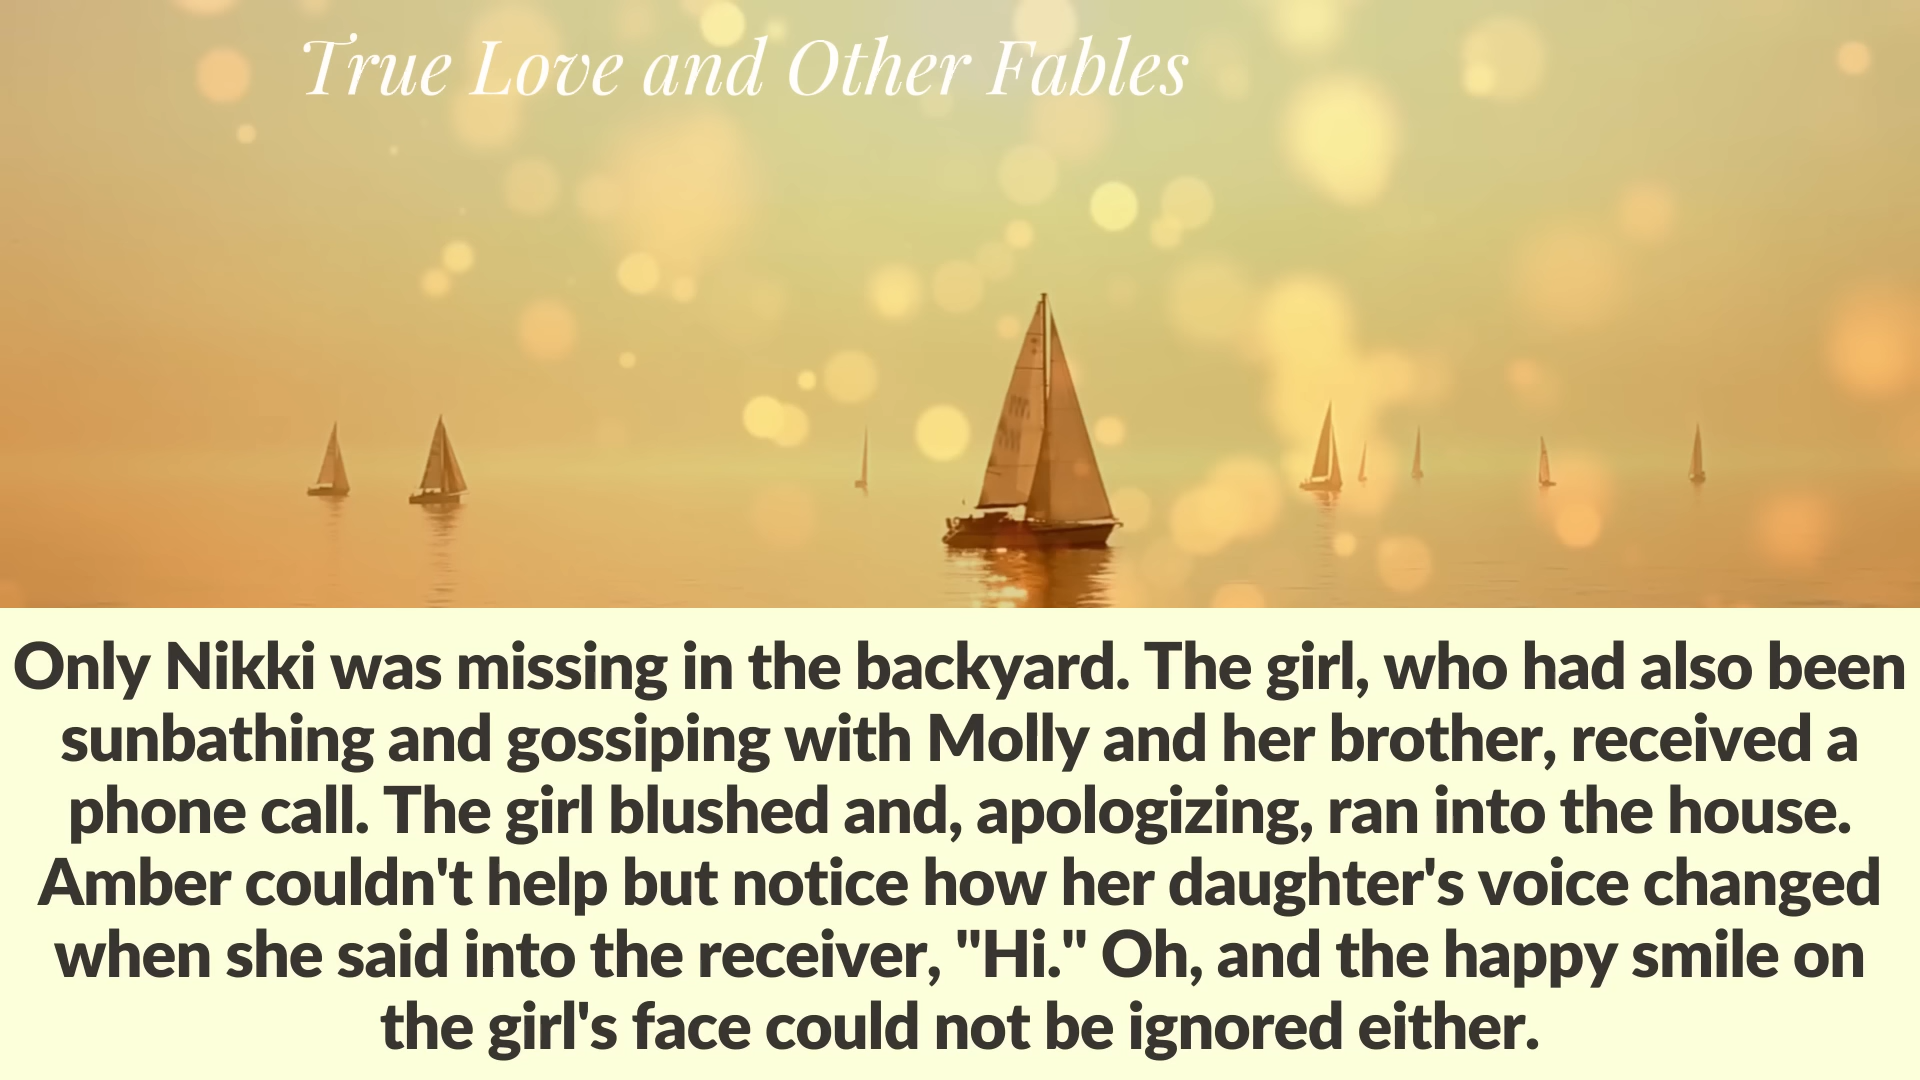 True Love and Other Fables
Only Nikki was missing in the backyard. The girl, who had also been
sunbathing and gossiping with Molly and her brother, received a
phone call. The girl blushed and, apologizing, ran into the house.
Amber couldn't help but notice how her daughter's voice changed
when she said into the receiver, "Hi." Oh, and the happy smile on
the girl's face could not be ignored either.